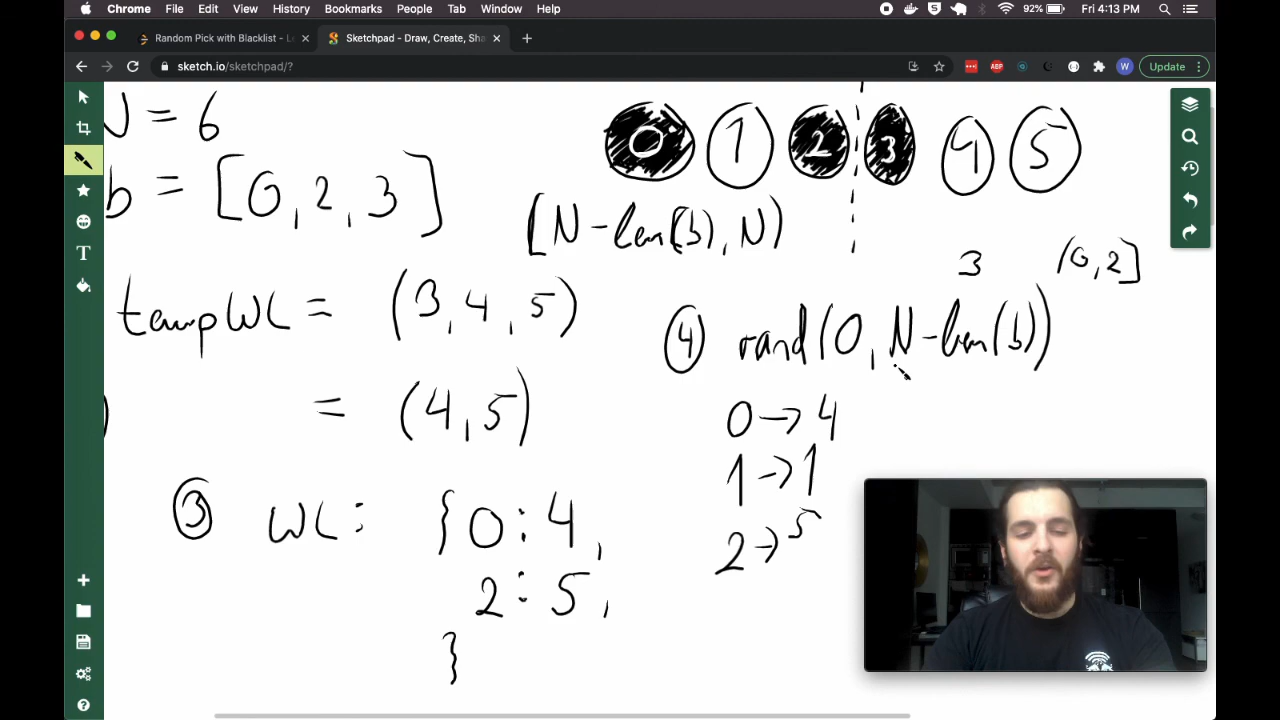 Chrome File Edit View History Bookmarks People Tab Window Help 92% Fri 4:13 PM
Random Pick with Blacklist - L
Sketchpad - Draw, Create, Sha
sketch.io/sketchpad/?
ABP
W
Update
N = 6
0 1 2 3 4 5
b = [0, 2, 3]
[N-len(b), N)
3 (0, 2]
tempWL = (3, 4, 5)
④ rand(0, N-len(b))
= (4, 5)
0 → 4
1 → 1
2 → 5
③ WL: {0: 4,
2: 5,
}
T